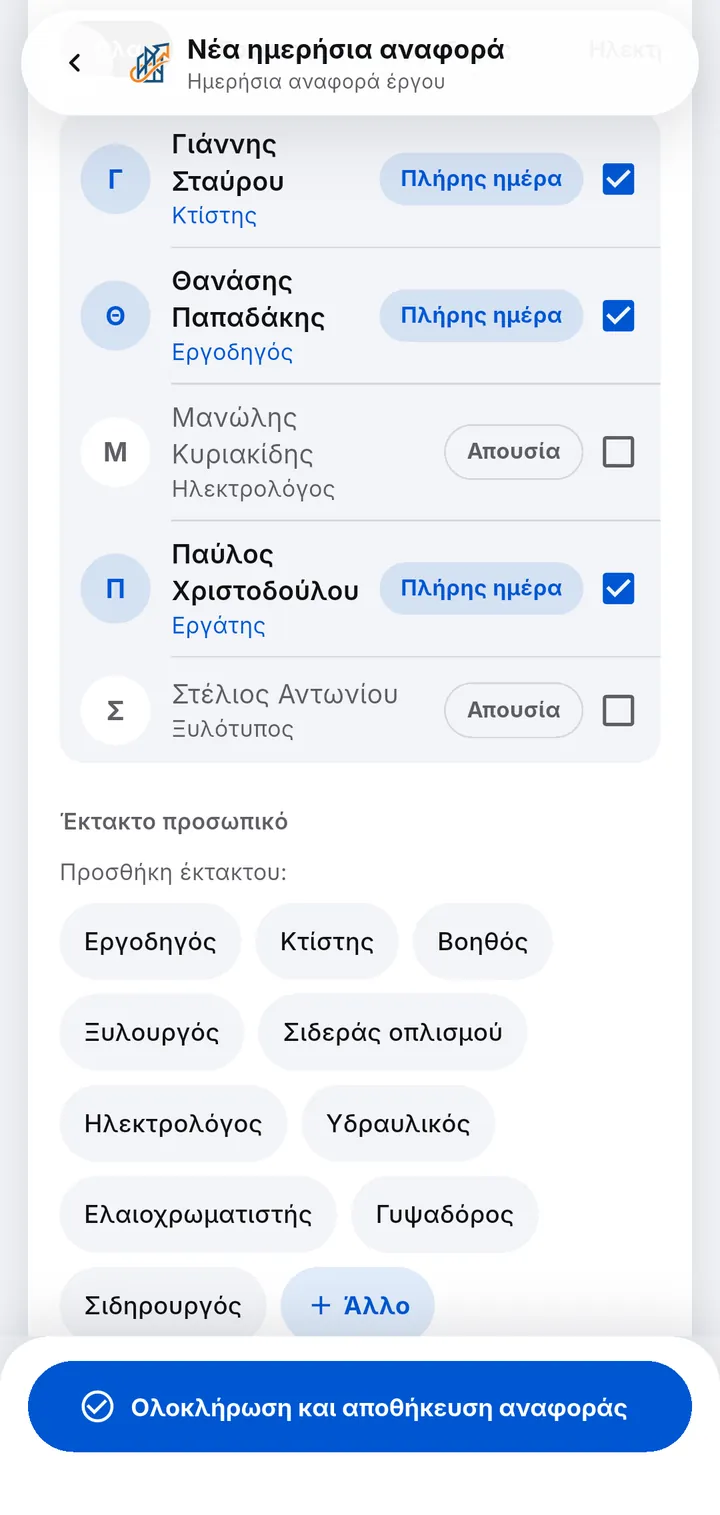 Νέα ημερήσια αναφορά
Ημερήσια αναφορά έργου
Γ
Γιάννης
Σταύρου
Κτίστης
Πλήρης ημέρα
Θ
Θανάσης
Παπαδάκης
Εργοδηγός
Πλήρης ημέρα
Μ
Μανώλης
Κυριακίδης
Ηλεκτρολόγος
Απουσία
Π
Παύλος
Χριστοδούλου
Εργάτης
Πλήρης ημέρα
Σ
Στέλιος Αντωνίου
Ξυλότυπος
Απουσία
Έκτακτο προσωπικό
Προσθήκη έκτακτου:
Εργοδηγός Κτίστης Βοηθός
Ξυλουργός Σιδεράς οπλισμού
Ηλεκτρολόγος Υδραυλικός
Ελαιοχρωματιστής Γυψαδόρος
Σιδηρουργός + Άλλο
Ολοκλήρωση και αποθήκευση αναφοράς